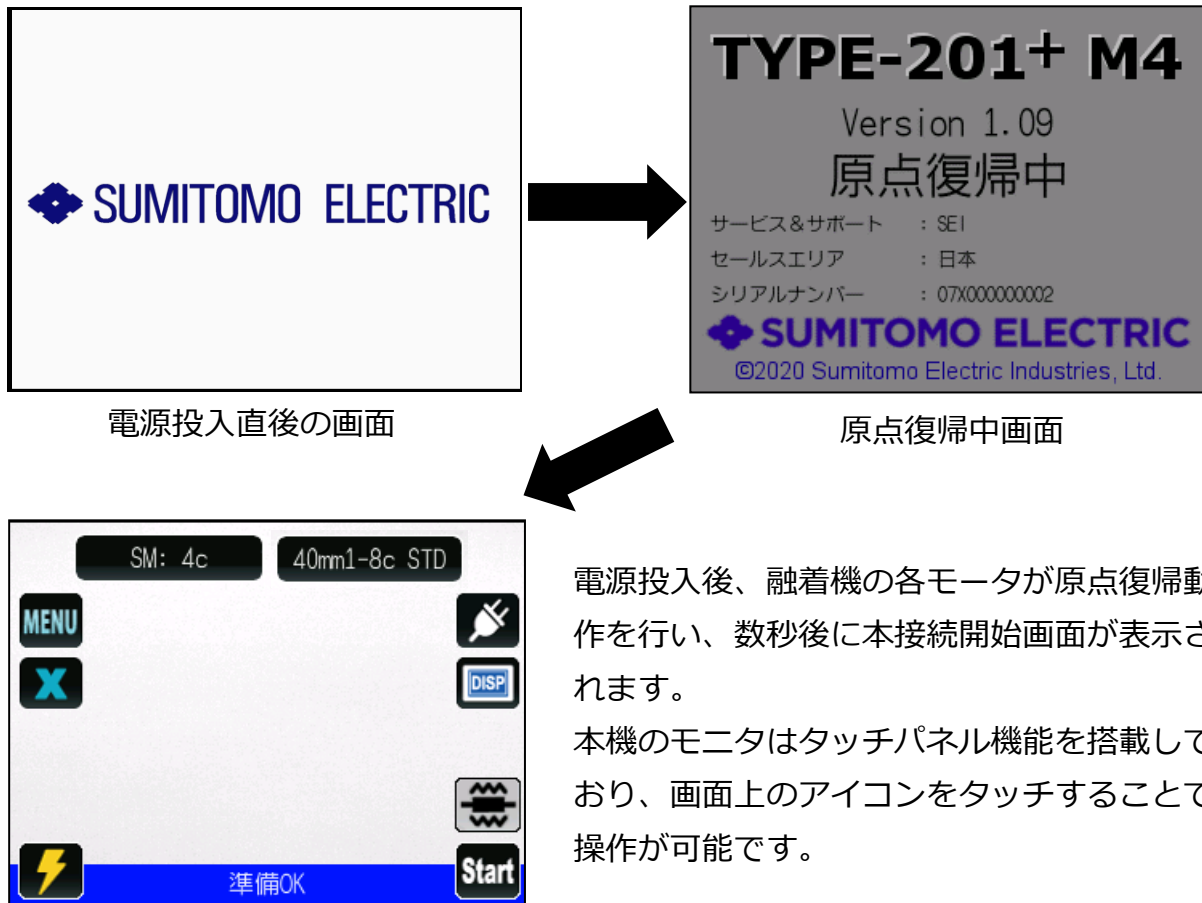 SUMITOMO ELECTRIC
電源投入直後の画面
TYPE-201+ M4
Version 1.09
原点復帰中
サービス&サポート : SEI
セールスエリア : 日本
シリアルナンバー : 07X000000002
SUMITOMO ELECTRIC
©2020 Sumitomo Electric Industries, Ltd.
原点復帰中画面
SM: 4c 40mm1-8c STD
MENU
X
DISP
準備OK
Start
電源投入後、融着機の各モータが原点復帰動
作を行い、数秒後に本接続開始画面が表示さ
れます。
本機のモニタはタッチパネル機能を搭載して
おり、画面上のアイコンをタッチすることで
操作が可能です。